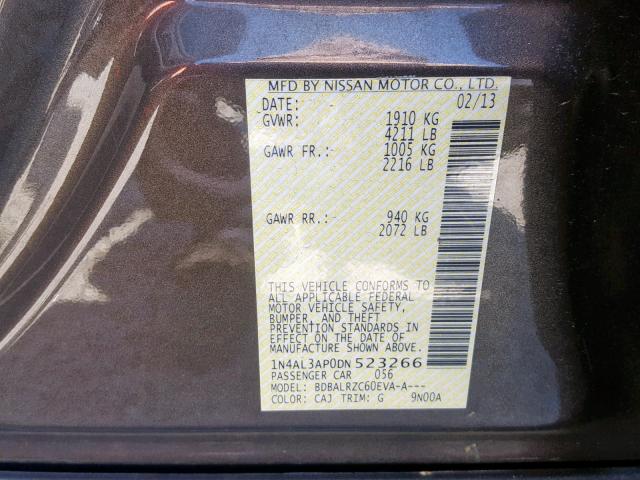 MFD BY NISSAN MOTOR CO., LTD.
DATE: 02/13
GVWR: 1910 KG
4211 LB
GAWR FR.: 1005 KG
2216 LB
GAWR RR.: 940 KG
2072 LB
THIS VEHICLE CONFORMS TO
ALL APPLICABLE FEDERAL
MOTOR VEHICLE SAFETY,
BUMPER, AND THEFT
PREVENTION STANDARDS IN
EFFECT ON THE DATE OF
MANUFACTURE SHOWN ABOVE.
1N4AL3AP0DN 523266
PASSENGER CAR 056
MODEL: BDBALRZC60EVA-A---
COLOR: CAJ TRIM: G 9N00A